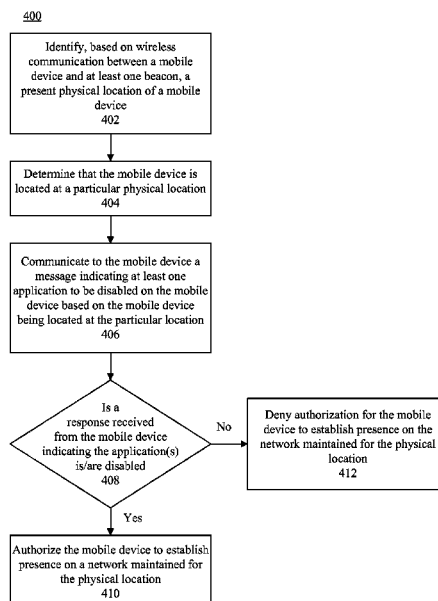 400
Identify, based on wireless
communication between a mobile
device and at least one beacon, a
present physical location of a mobile
device
402
Determine that the mobile device is
located at a particular physical location
404
Communicate to the mobile device a
message indicating at least one
application to be disabled on the mobile
device based on the mobile device
being located at the particular location
406
Is a
response received
from the mobile device
indicating the application(s)
is/are disabled
408
No
Deny authorization for the mobile
device to establish presence on the
network maintained for the physical
location
412
Yes
Authorize the mobile device to establish
presence on a network maintained for
the physical location
410